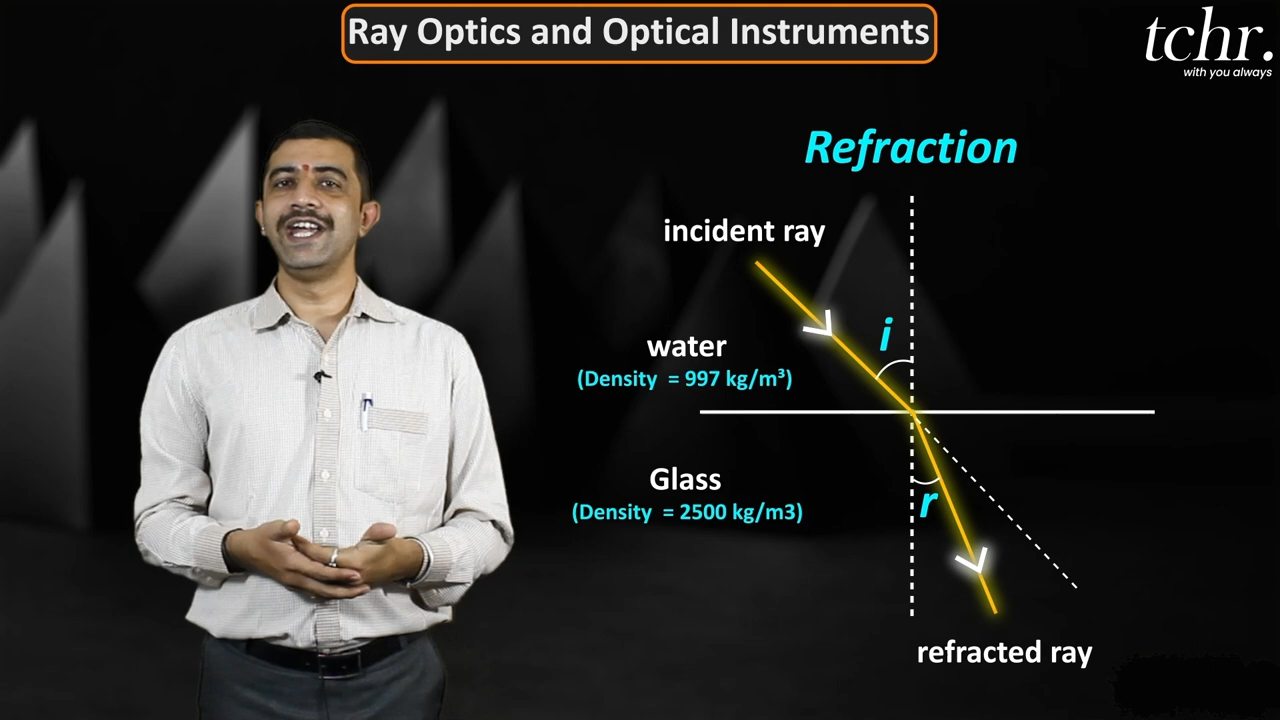 Ray Optics and Optical Instruments
tchr.
with you always
Refraction
incident ray
i
water
(Density = 997 kg/m³)
Glass
(Density = 2500 kg/m3)
r
refracted ray